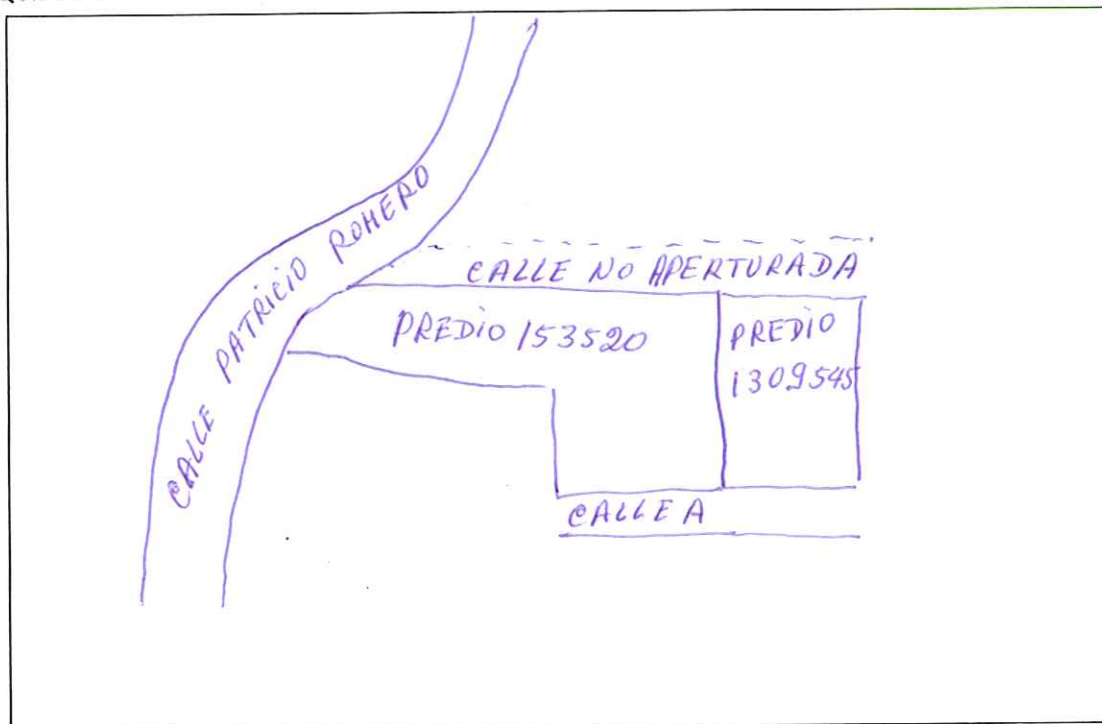 CALLE PATRICIO ROMERO
CALLE NO APERTURADA
PREDIO 153520
PREDIO
1309545
CALLE A